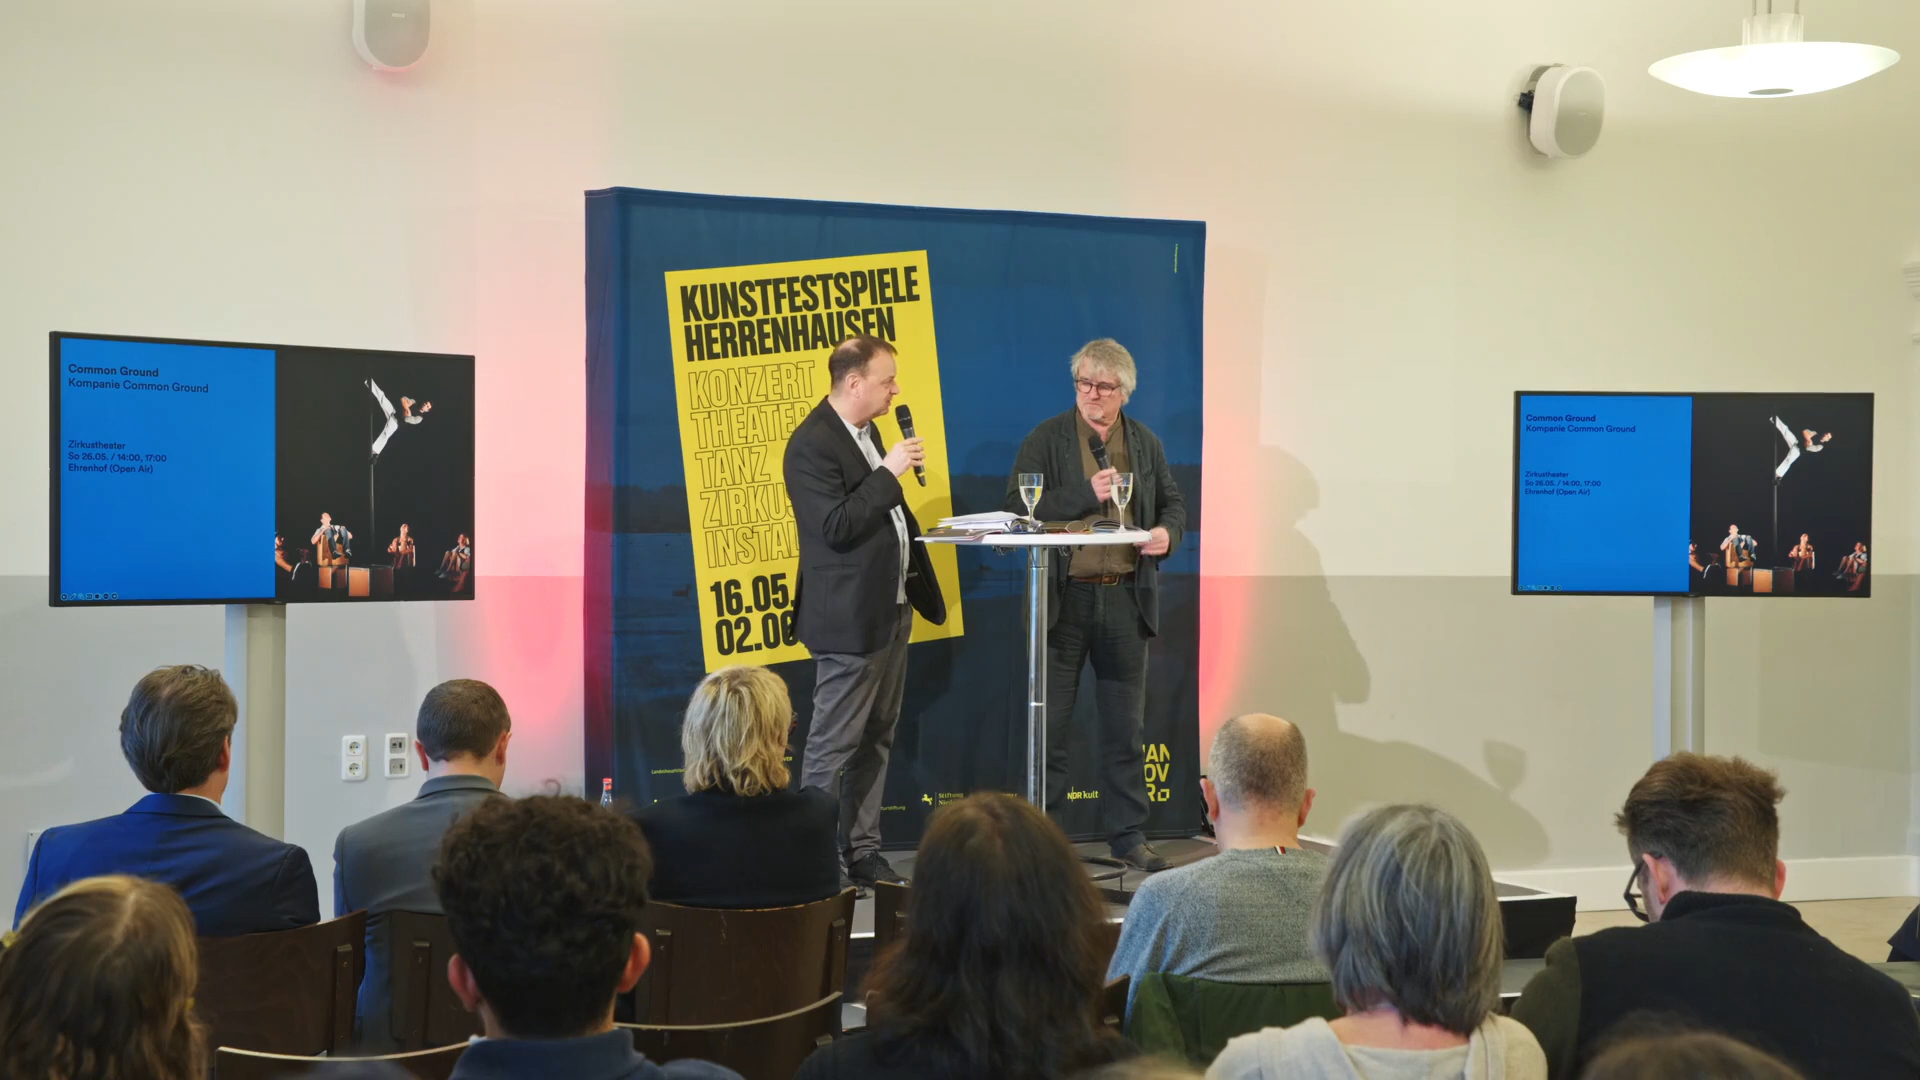 Common Ground
Kompanie Common Ground
Zirkustheater
So 26.05. / 14:00, 17:00
Ehrenhof (Open Air)
KUNSTFESTSPIELE
HERRENHAUSEN
KONZERT
THEATER
TANZ
ZIRKUS
INSTAL
16.05.
02.06
NDR kult
Stiftung
Common Ground
Kompanie Common Ground
Zirkustheater
So 26.05. / 14:00, 17:00
Ehrenhof (Open Air)